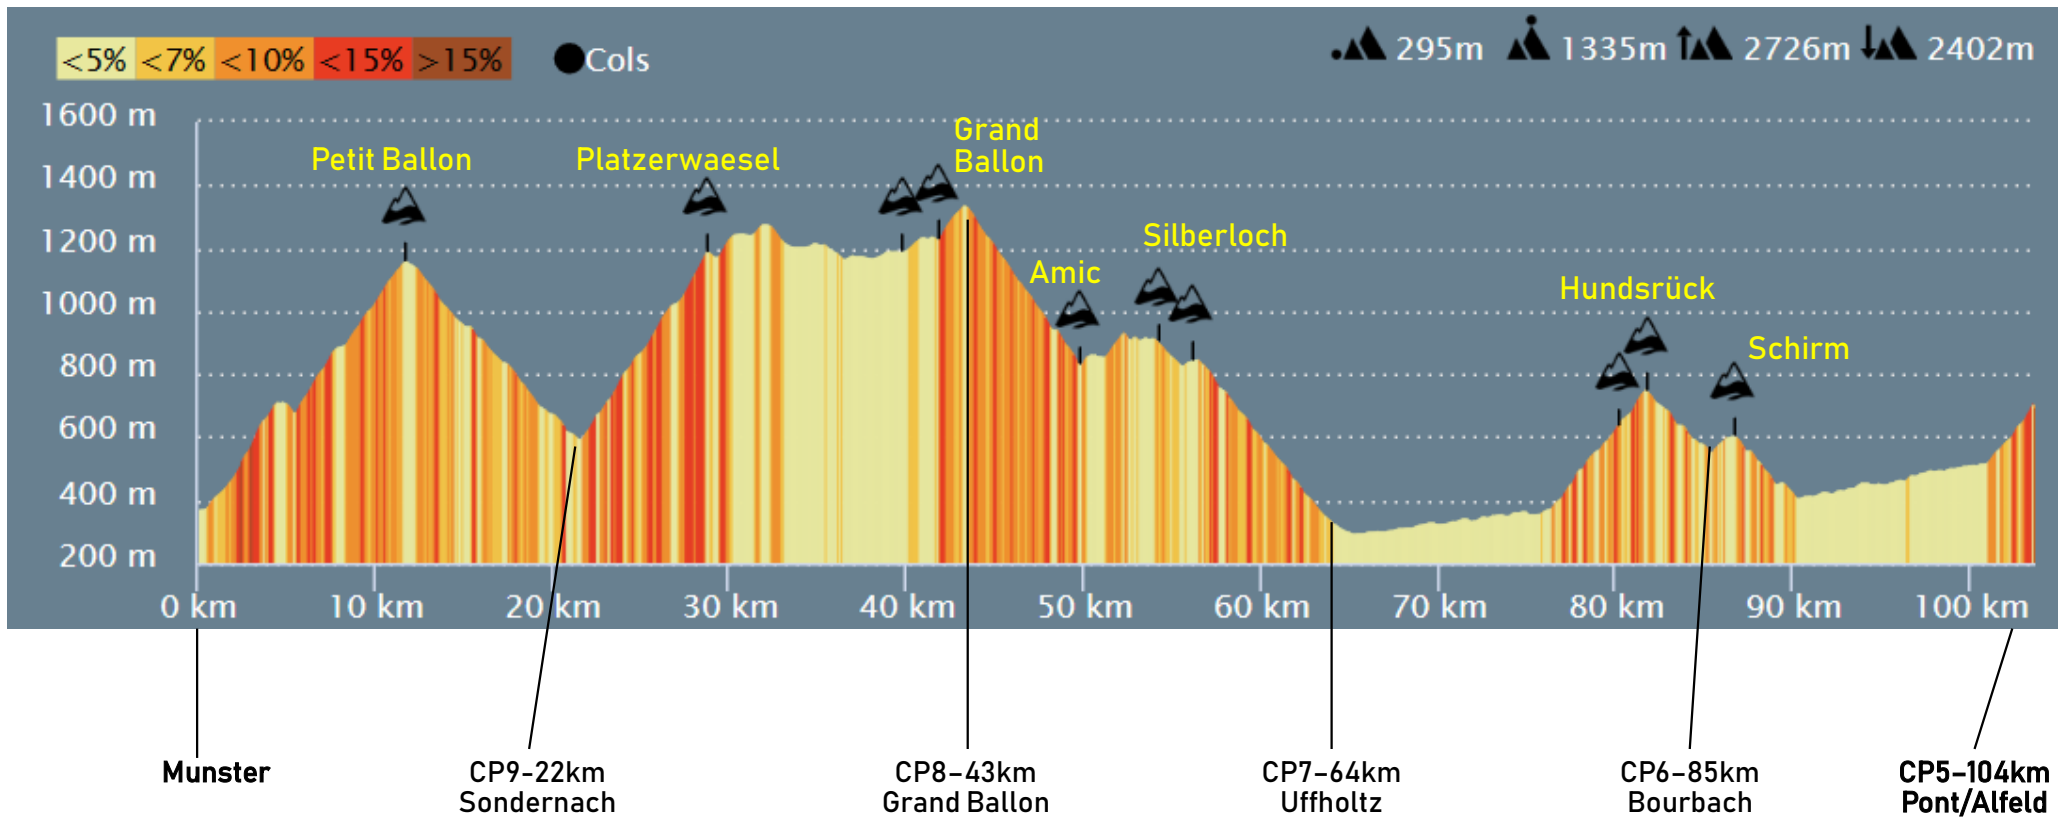 <5% <7% <10% <15% >15% Cols 295m 1335m 2726m 2402m
1600 m
Grand
Ballon
Petit Ballon
Platzerwaesel
1400 m
1200 m
Silberloch
Amic
Hundsrück
1000 m
Schirm
800 m
600 m
400 m
200 m
0 km 10 km 20 km 30 km 40 km 50 km 60 km 70 km 80 km 90 km 100 km
Munster
CP9-22km
Sondernach
CP8-43km
Grand Ballon
CP7-64km
Uffholtz
CP6-85km
Bourbach
CP5-104km
Pont/Alfeld